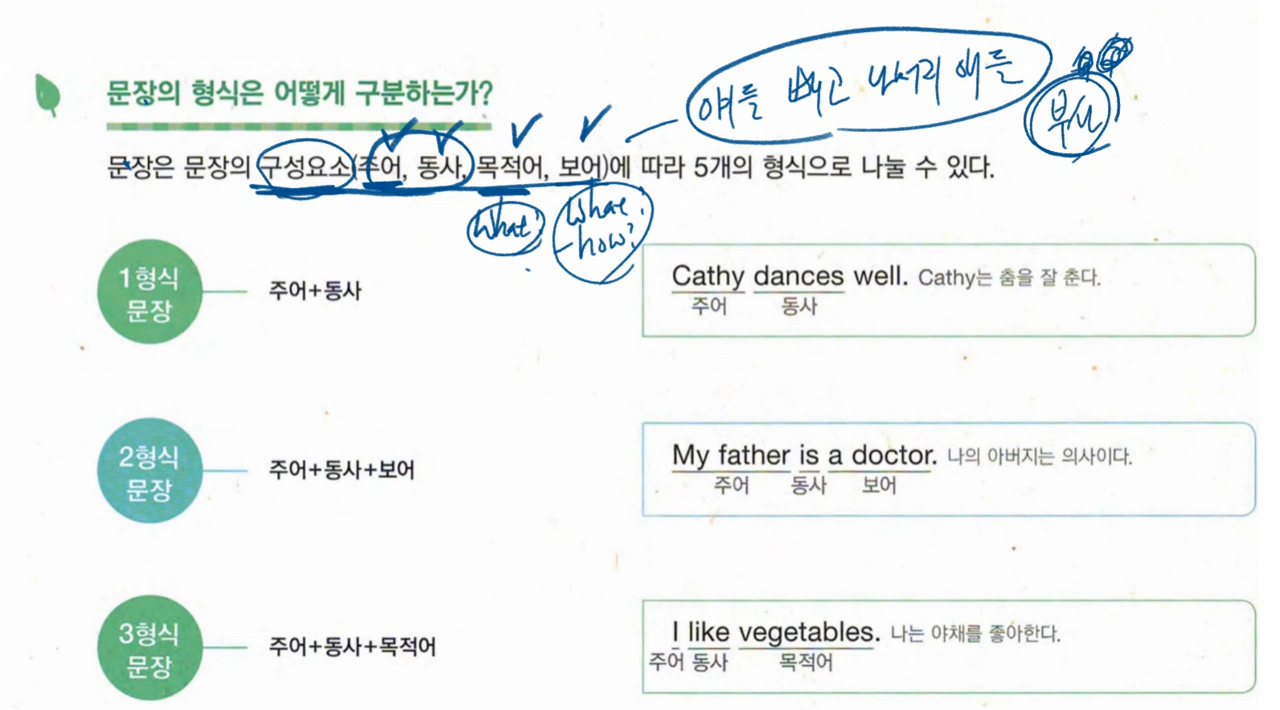 얘들 빼고 나머지 애들
부사
문장의 형식은 어떻게 구분하는가?
문장은 문장의 구성요소(주어, 동사, 목적어, 보어)에 따라 5개의 형식으로 나눌 수 있다.
What?
What?
how?
1형식
문장
주어+동사
Cathy dances well. Cathy는 춤을 잘 춘다.
주어 동사
2형식
문장
주어+동사+보어
My father is a doctor. 나의 아버지는 의사이다.
주어 동사 보어
3형식
문장
주어+동사+목적어
I like vegetables. 나는 야채를 좋아한다.
주어 동사 목적어